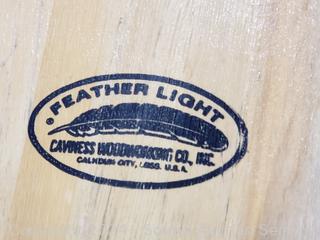 FEATHER LIGHT
CAVINESS WOODWORKING CO., INC.
CALHOUN CITY, MISS. U.S.A.